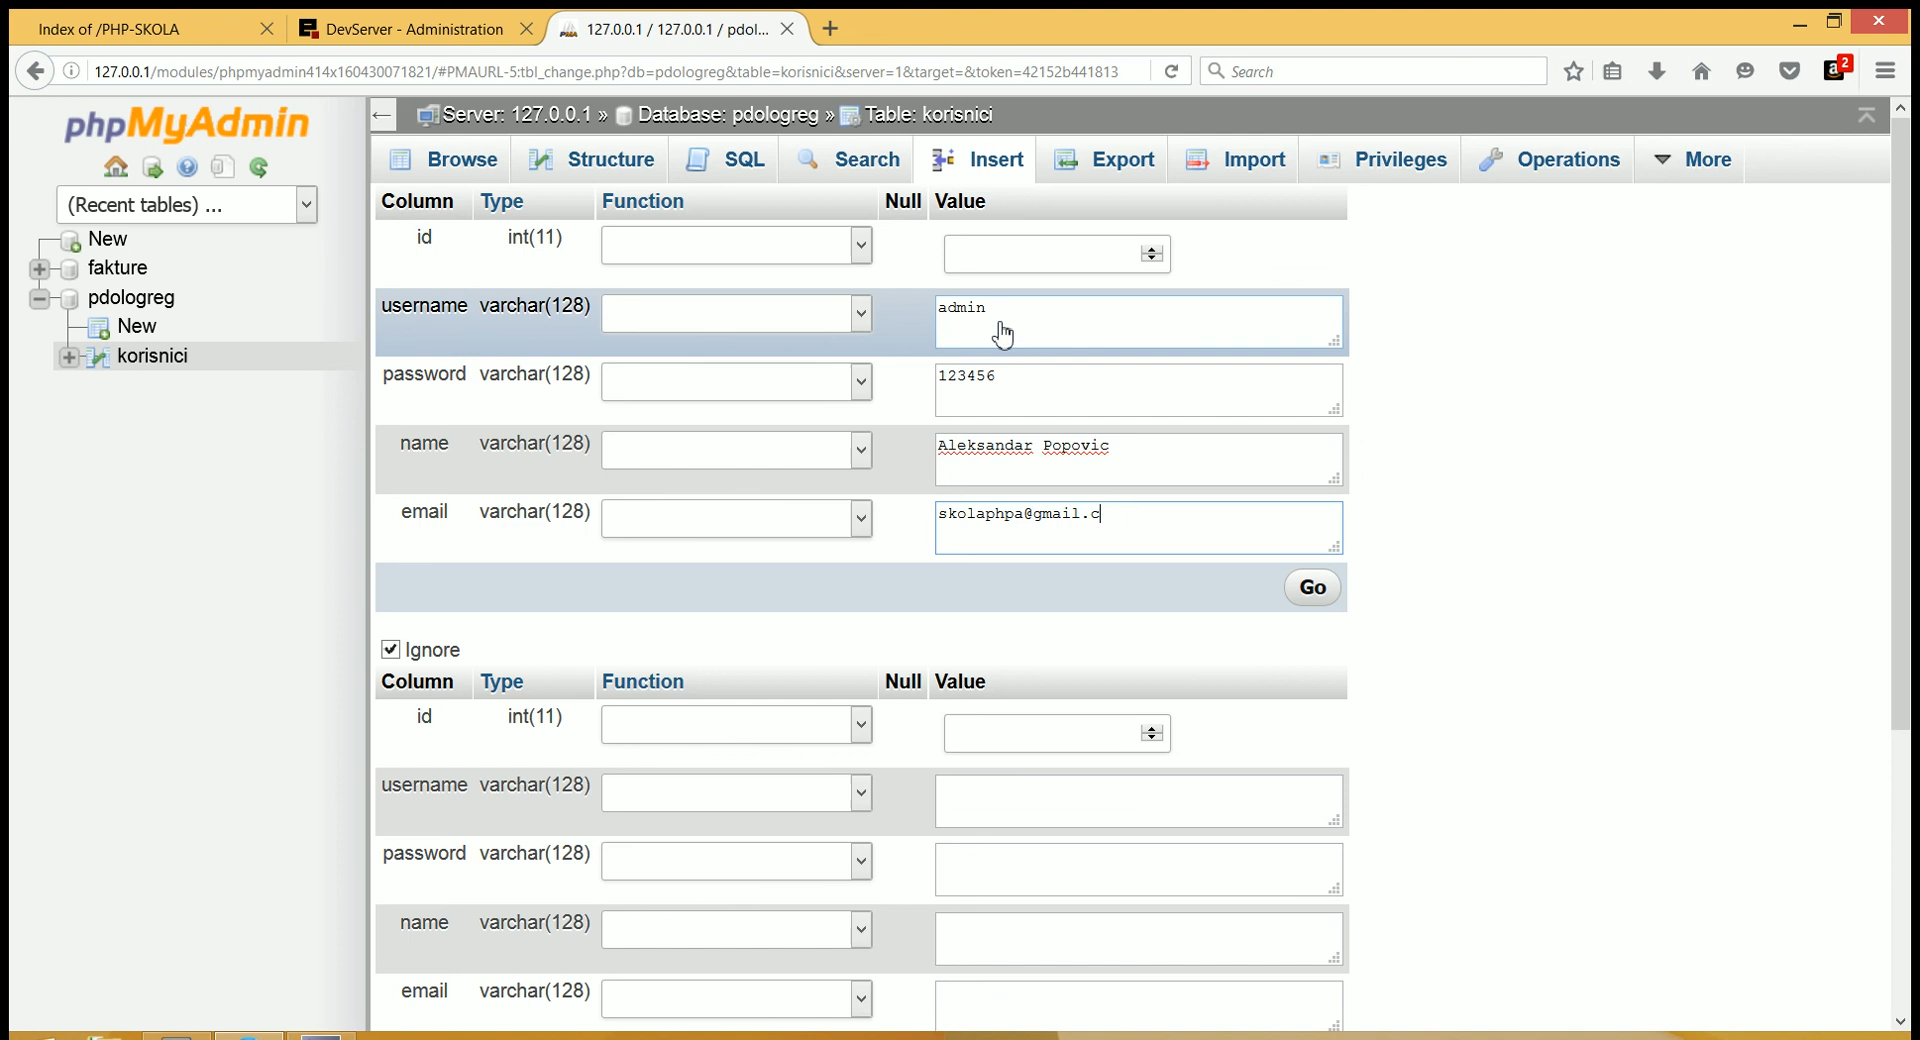 Index of /PHP-SKOLA
DevServer - Administration
127.0.0.1 / 127.0.0.1 / pdol...
127.0.0.1/modules/phpmyadmin414x160430071821/#PMAURL-5:tbl_change.php?db=pdologreg&table=korisnici&server=1&target=&token=42152b441813
Search
a 2
phpMyAdmin
(Recent tables) ...
New
fakture
pdologreg
New
korisnici
Server: 127.0.0.1 » Database: pdologreg » Table: korisnici
Browse Structure SQL Search Insert Export Import Privileges Operations More
Column Type Function Null Value
id int(11)
username varchar(128) admin
password varchar(128) 123456
name varchar(128) Aleksandar Popovic
email varchar(128) skolaphpa@gmail.c
Go
Ignore
Column Type Function Null Value
id int(11)
username varchar(128)
password varchar(128)
name varchar(128)
email varchar(128)